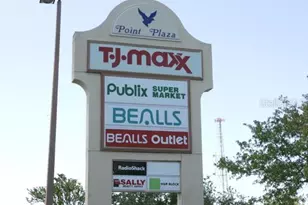 Point Plaza
T·J·maxx
Publix SUPER MARKET
BEALLS
BEALLS Outlet
RadioShack
SALLY